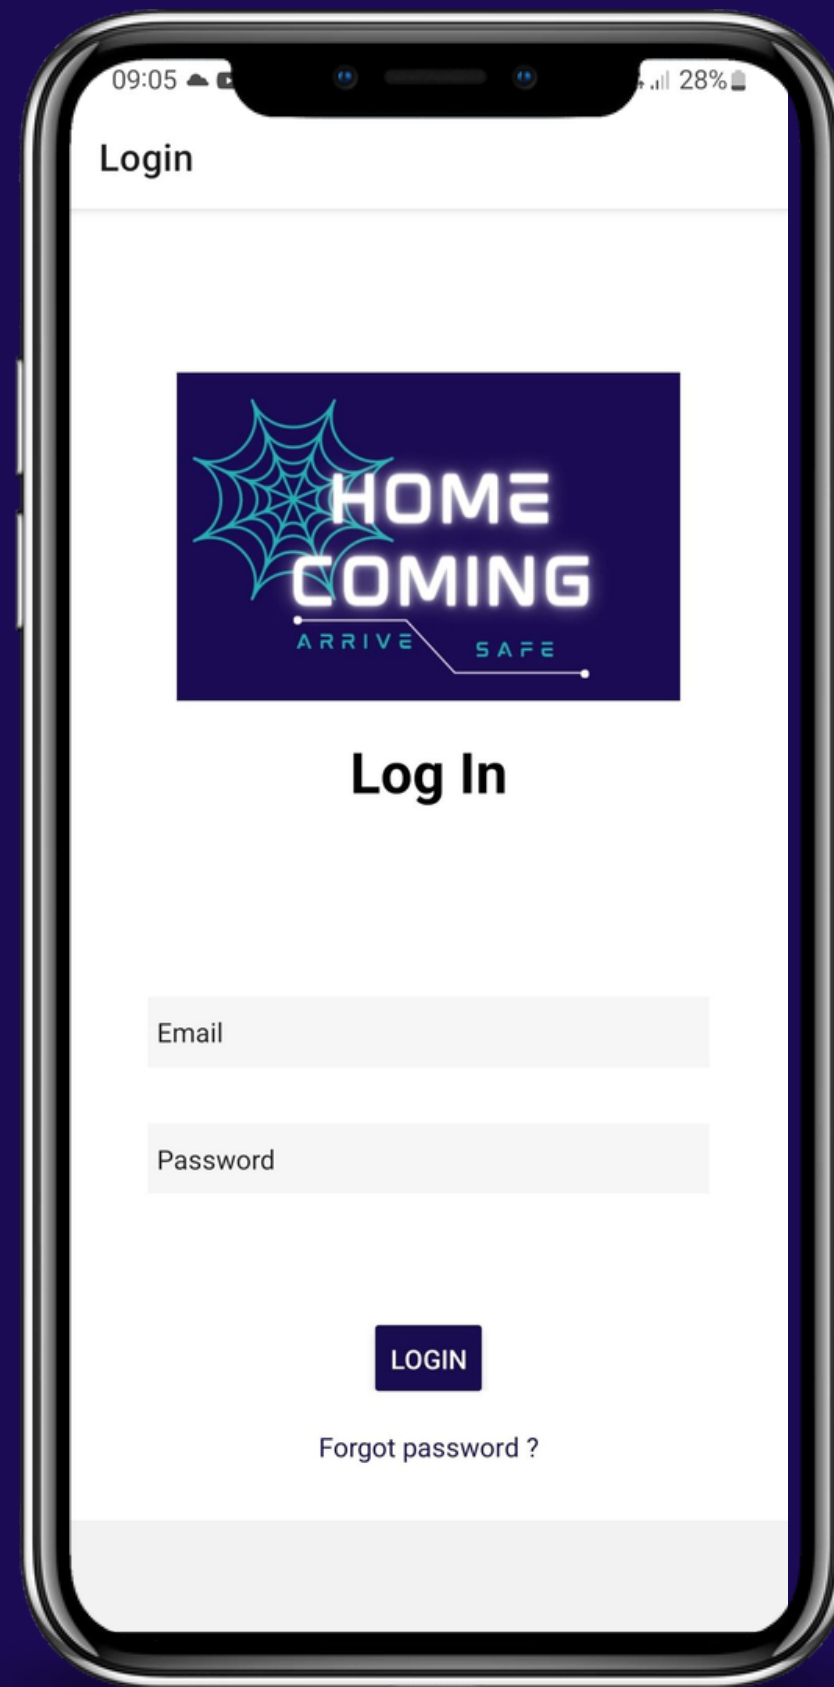 09:05 28%
Login
HOME
COMING
ARRIVE SAFE
Log In
Email
Password
LOGIN
Forgot password ?